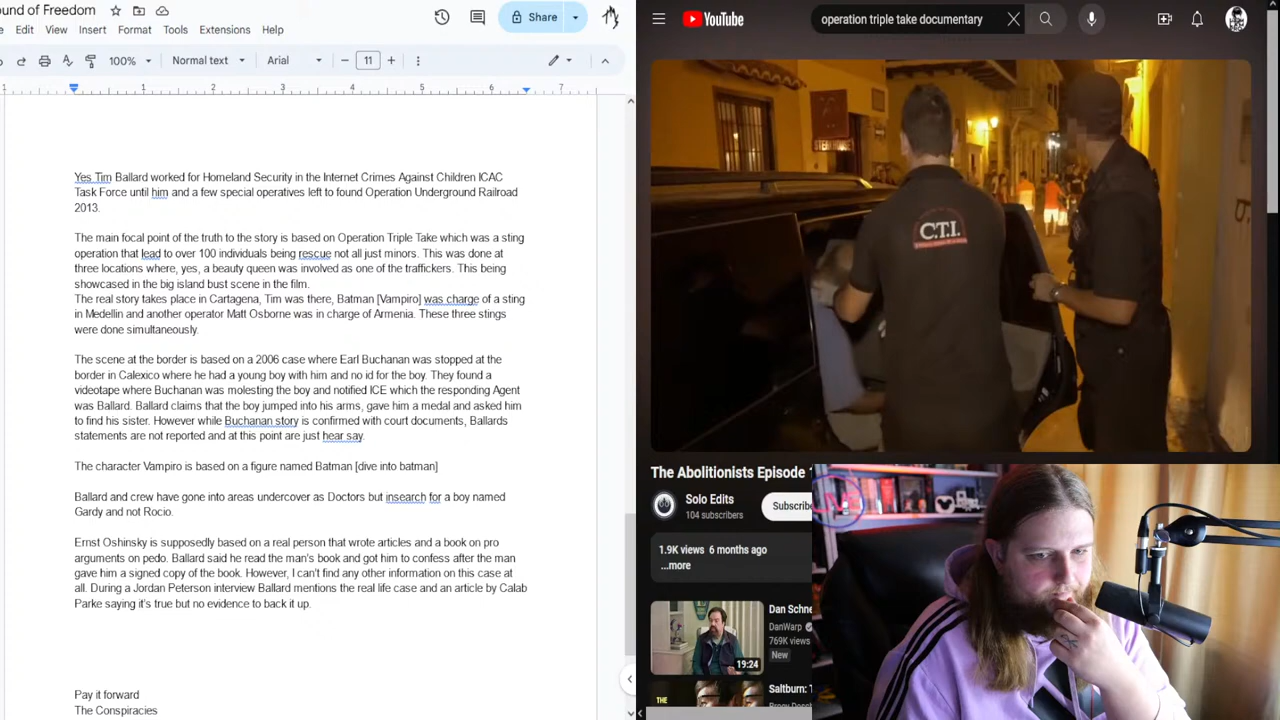 ound of Freedom
Share
Edit View Insert Format Tools Extensions Help
100% Normal text Arial 11
1 1 2 3 4 5 6 7
Yes Tim Ballard worked for Homeland Security in the Internet Crimes Against Children ICAC
Task Force until him and a few special operatives left to found Operation Underground Railroad
2013.
The main focal point of the truth to the story is based on Operation Triple Take which was a sting
operation that lead to over 100 individuals being rescue not all just minors. This was done at
three locations where, yes, a beauty queen was involved as one of the traffickers. This being
showcased in the big island bust scene in the film.
The real story takes place in Cartagena, Tim was there, Batman [Vampiro] was charge of a sting
in Medellin and another operator Matt Osborne was in charge of Armenia. These three stings
were done simultaneously.
The scene at the border is based on a 2006 case where Earl Buchanan was stopped at the
border in Calexico where he had a young boy with him and no id for the boy. They found a
videotape where Buchanan was molesting the boy and notified ICE which the responding Agent
was Ballard. Ballard claims that the boy jumped into his arms, gave him a medal and asked him
to find his sister. However while Buchanan story is confirmed with court documents, Ballards
statements are not reported and at this point are just hear say.
The character Vampiro is based on a figure named Batman [dive into batman]
Ballard and crew have gone into areas undercover as Doctors but insearch for a boy named
Gardy and not Rocio.
Ernst Oshinsky is supposedly based on a real person that wrote articles and a book on pro
arguments on pedo. Ballard said he read the man's book and got him to confess after the man
gave him a signed copy of the book. However, I can't find any other information on this case at
all. During a Jordan Peterson interview Ballard mentions the real life case and an article by Calab
Parke saying it's true but no evidence to back it up.
Pay it forward
The Conspiracies
YouTube
operation triple take documentary
C.T.I.
The Abolitionists Episode 1
Solo Edits
104 subscribers
Subscribe
1.9K views 6 months ago
...more
Dan Schne
DanWarp
769K views
New
19:24
Saltburn: T
THE